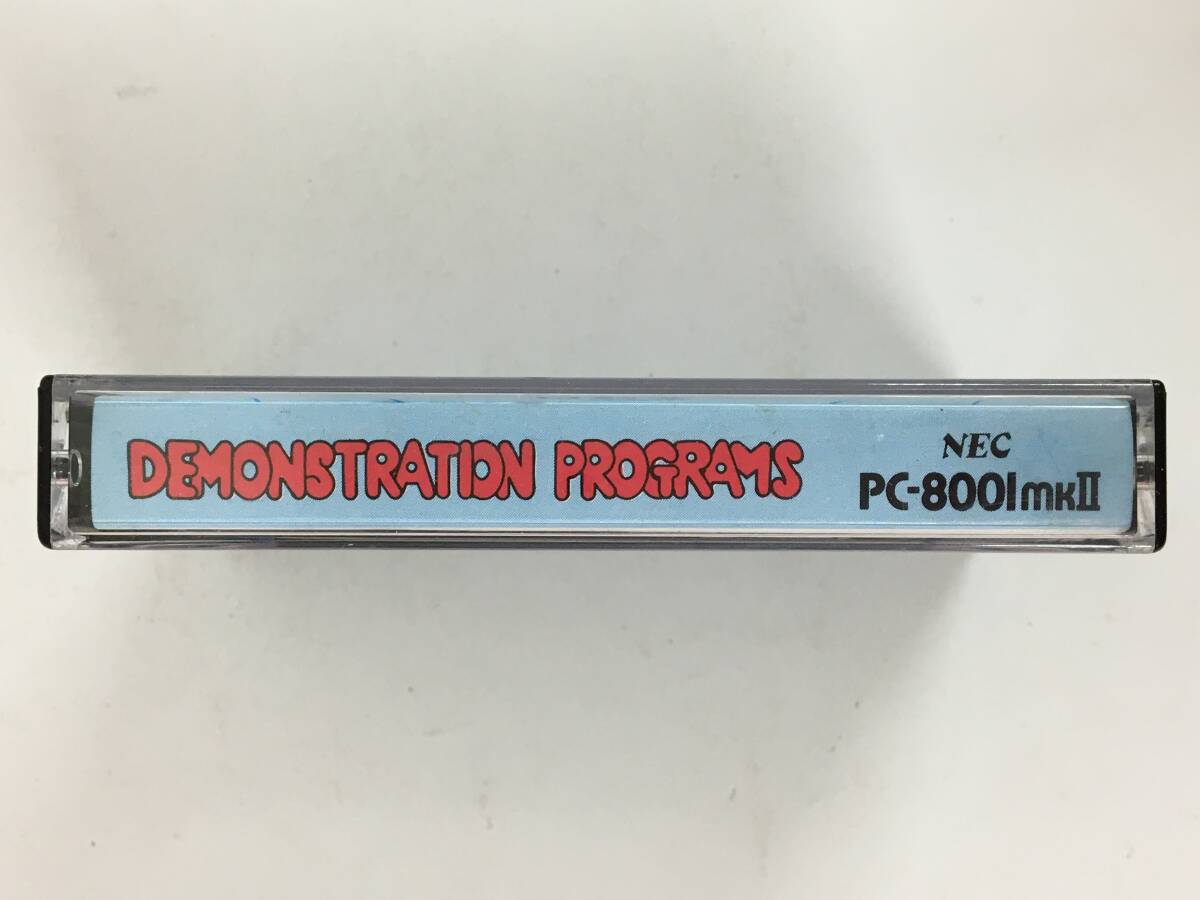 DEMONSTRATION PROGRAMS
NEC
PC-8001mkII